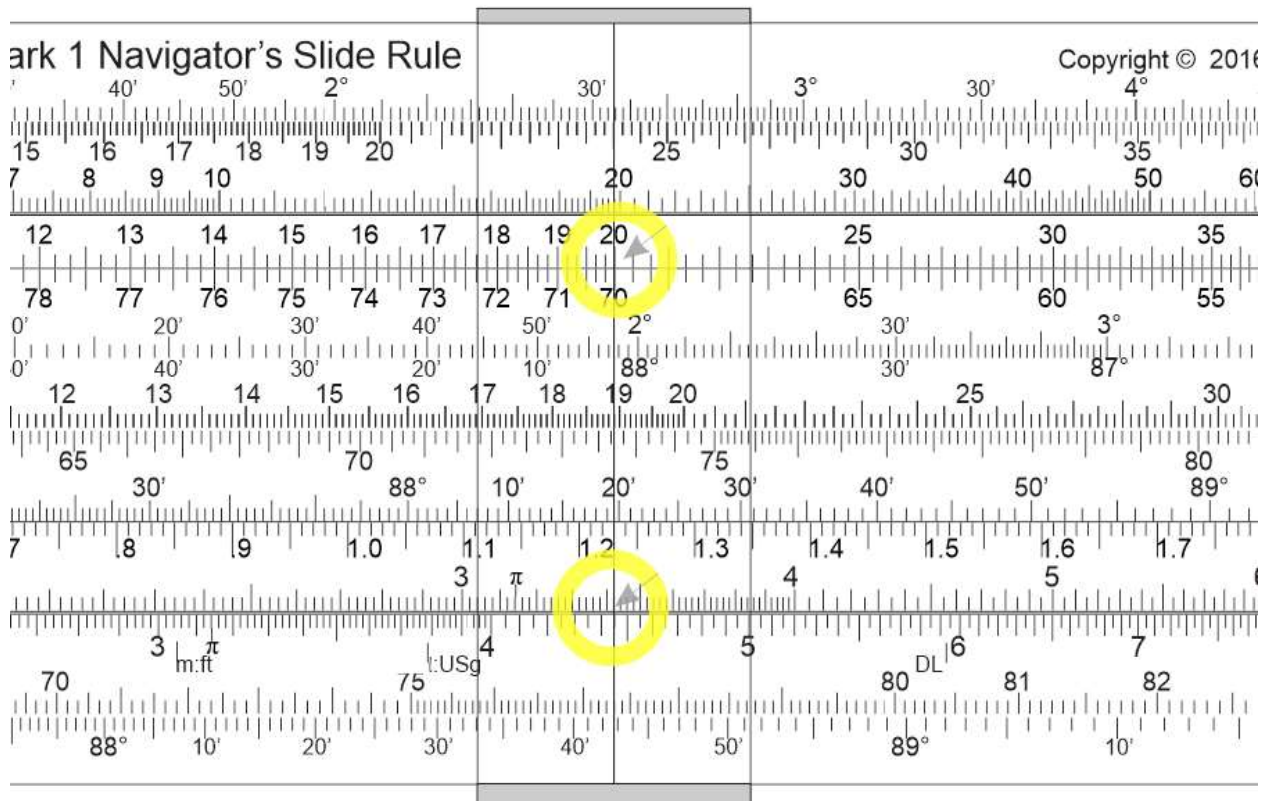 ark 1 Navigator's Slide Rule
Copyright © 2016
' 40' 50' 2° 30' 3° 30' 4°
15 16 17 18 19 20 25 30 35
7 8 9 10 20 30 40 50 60
12 13 14 15 16 17 18 19 20 25 30 35
78 77 76 75 74 73 72 71 70 65 60 55
0' 20' 30' 40' 50' 2° 30' 3°
0' 40' 30' 20' 10' 88° 30' 87°
12 13 14 15 16 17 18 19 20 25 30
65 70 75 80
30' 88° 10' 20' 30' 40' 50' 89°
7 .8 .9 1.0 1.1 1.2 1.3 1.4 1.5 1.6 1.7
3 π 4 5 6
3 π 4 5 6 7
m:ft l:USg DL
70 75 80 81 82
88° 10' 20' 30' 40' 50' 89° 10'